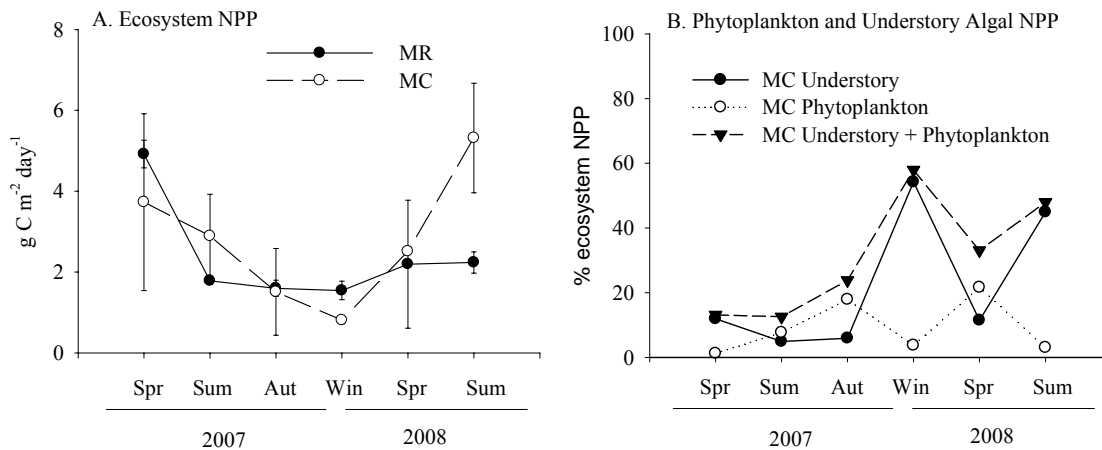 A. Ecosystem NPP
8
6
4
2
0
g C m-2 day-1
MR
MC
Spr Sum Aut Win Spr Sum
2007 2008
B. Phytoplankton and Understory Algal NPP
100
80
60
40
20
0
% ecosystem NPP
MC Understory
MC Phytoplankton
MC Understory + Phytoplankton
Spr Sum Aut Win Spr Sum
2007 2008